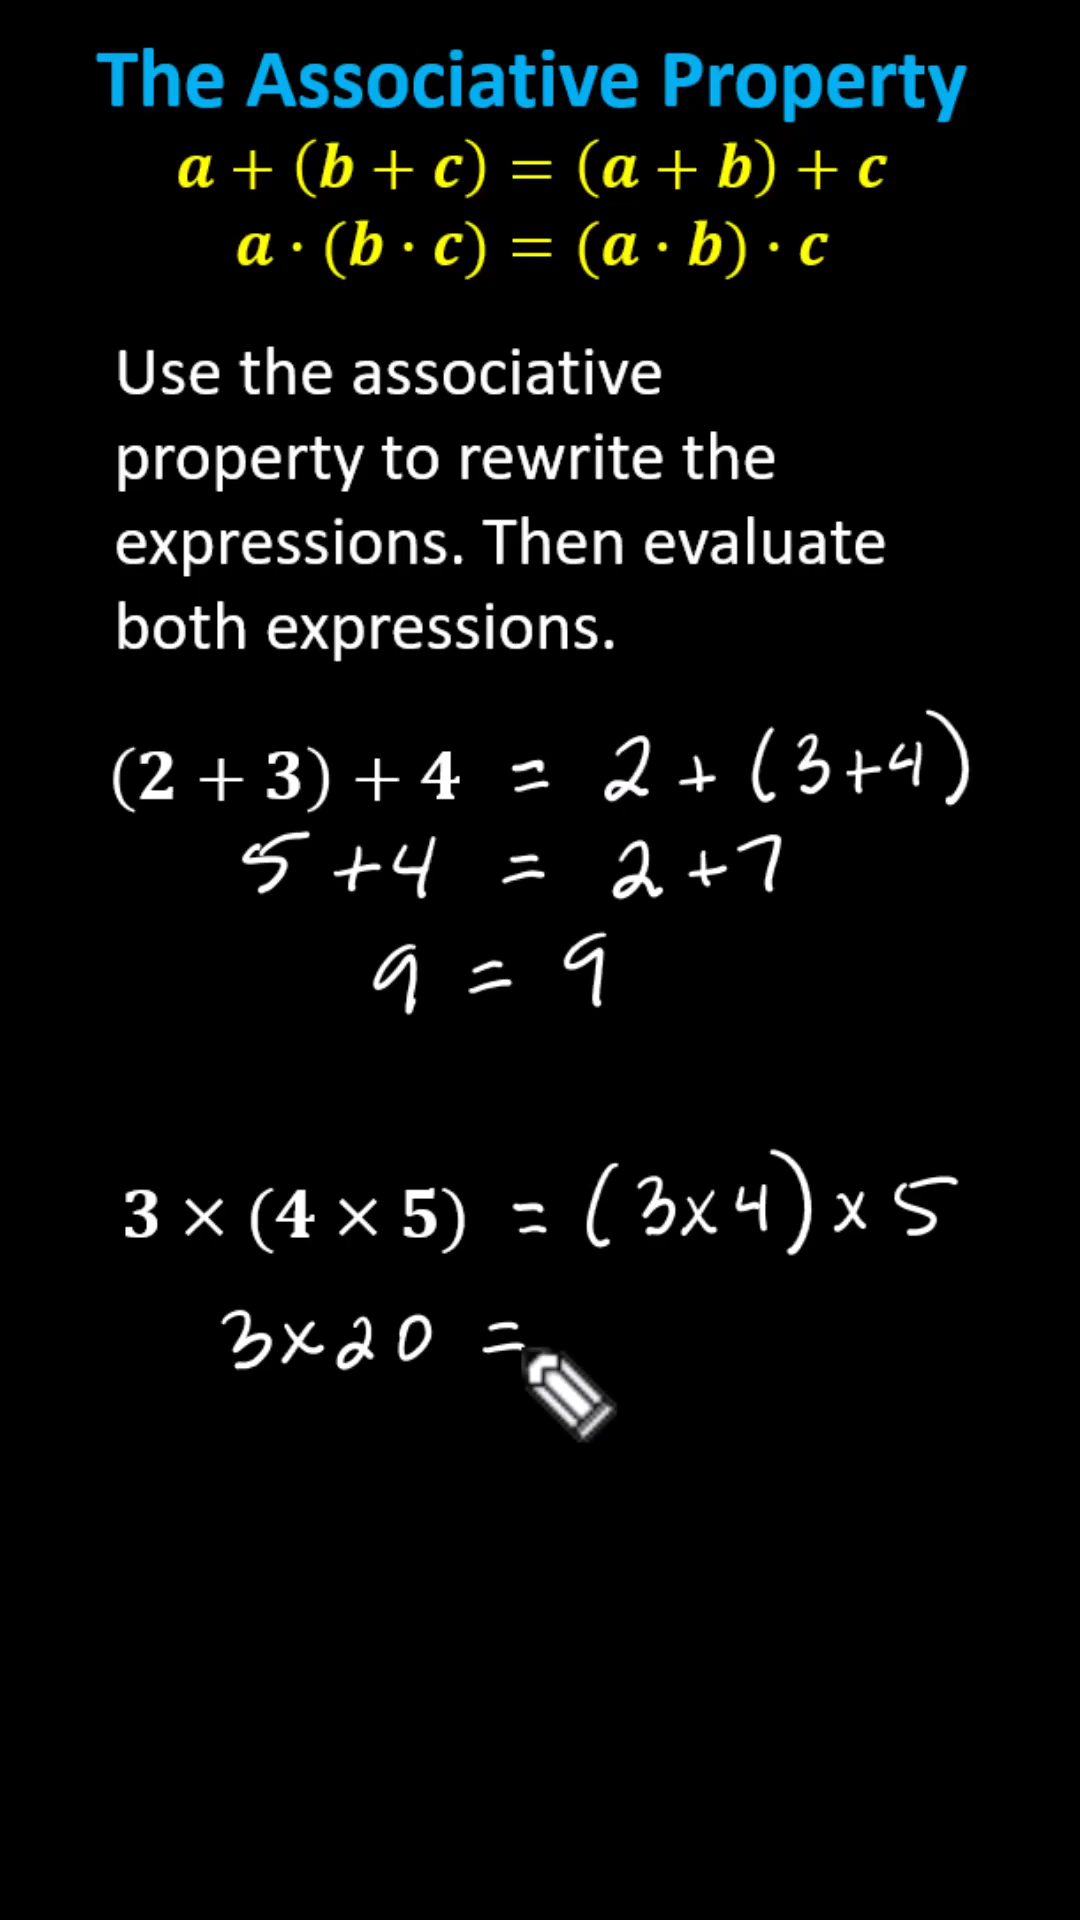 The Associative Property
a + (b + c) = (a + b) + c
a · (b · c) = (a · b) · c
Use the associative
property to rewrite the
expressions. Then evaluate
both expressions.
(2 + 3) + 4 = 2 + (3+4)
5 + 4 = 2 + 7
9 = 9
3 × (4 × 5) = (3x4) x 5
3x20 =